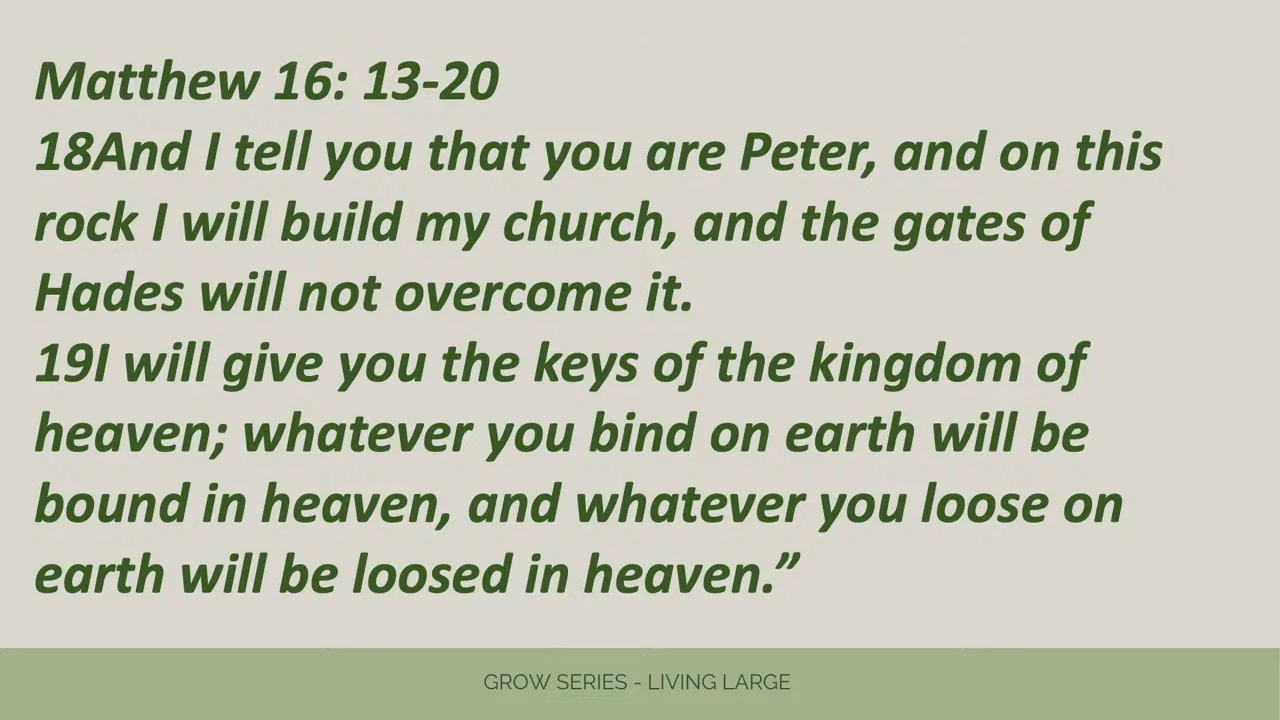 Matthew 16: 13-20
18And I tell you that you are Peter, and on this
rock I will build my church, and the gates of
Hades will not overcome it.
19I will give you the keys of the kingdom of
heaven; whatever you bind on earth will be
bound in heaven, and whatever you loose on
earth will be loosed in heaven.”
GROW SERIES - LIVING LARGE